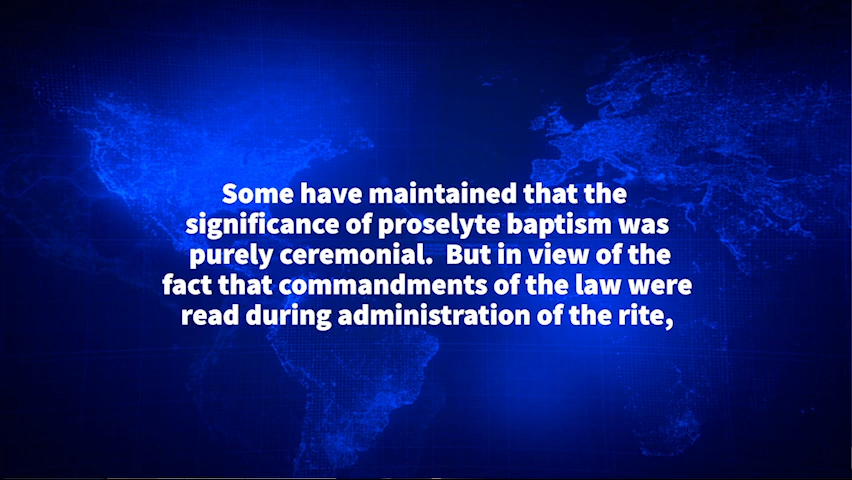 Some have maintained that the
significance of proselyte baptism was
purely ceremonial.  But in view of the
fact that commandments of the law were
read during administration of the rite,